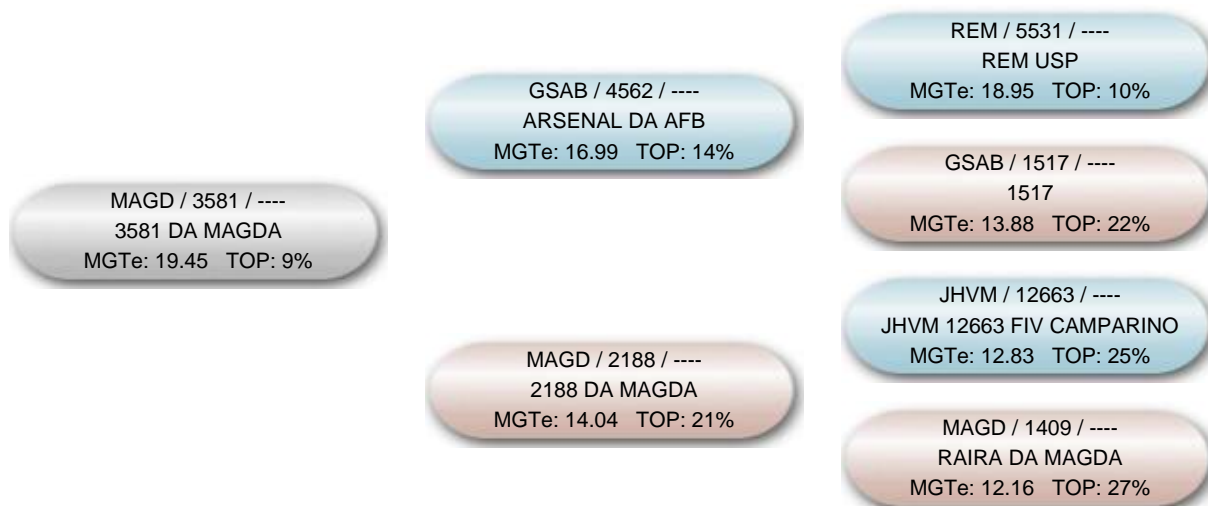 MAGD / 3581 / ----
3581 DA MAGDA
MGTe: 19.45   TOP: 9%
GSAB / 4562 / ----
ARSENAL DA AFB
MGTe: 16.99   TOP: 14%
MAGD / 2188 / ----
2188 DA MAGDA
MGTe: 14.04   TOP: 21%
REM / 5531 / ----
REM USP
MGTe: 18.95   TOP: 10%
GSAB / 1517 / ----
1517
MGTe: 13.88   TOP: 22%
JHVM / 12663 / ----
JHVM 12663 FIV CAMPARINO
MGTe: 12.83   TOP: 25%
MAGD / 1409 / ----
RAIRA DA MAGDA
MGTe: 12.16   TOP: 27%